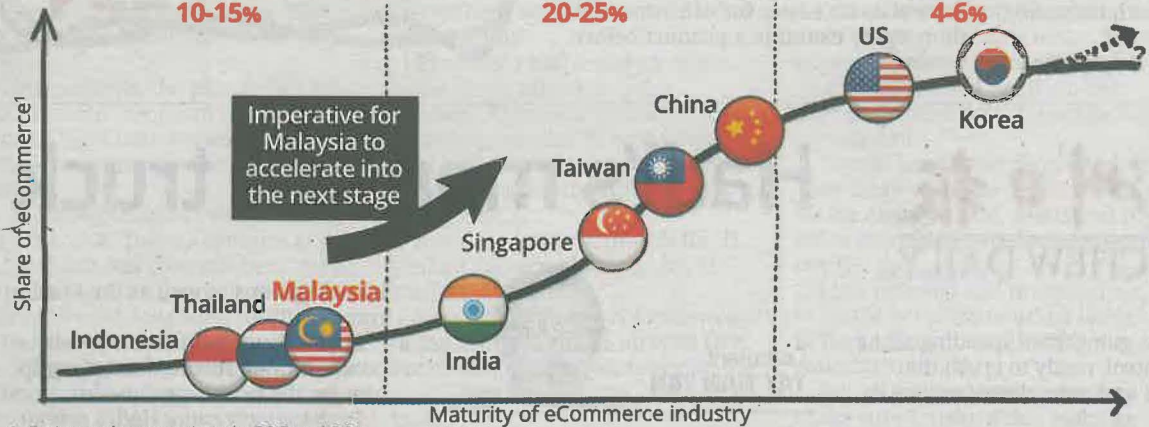 10-15%
20-25%
4-6%
US
?
China
Korea
Imperative for
Malaysia to
accelerate into
the next stage
Taiwan
Singapore
Share of eCommerce¹
Thailand
Malaysia
Indonesia
India
Maturity of eCommerce industry